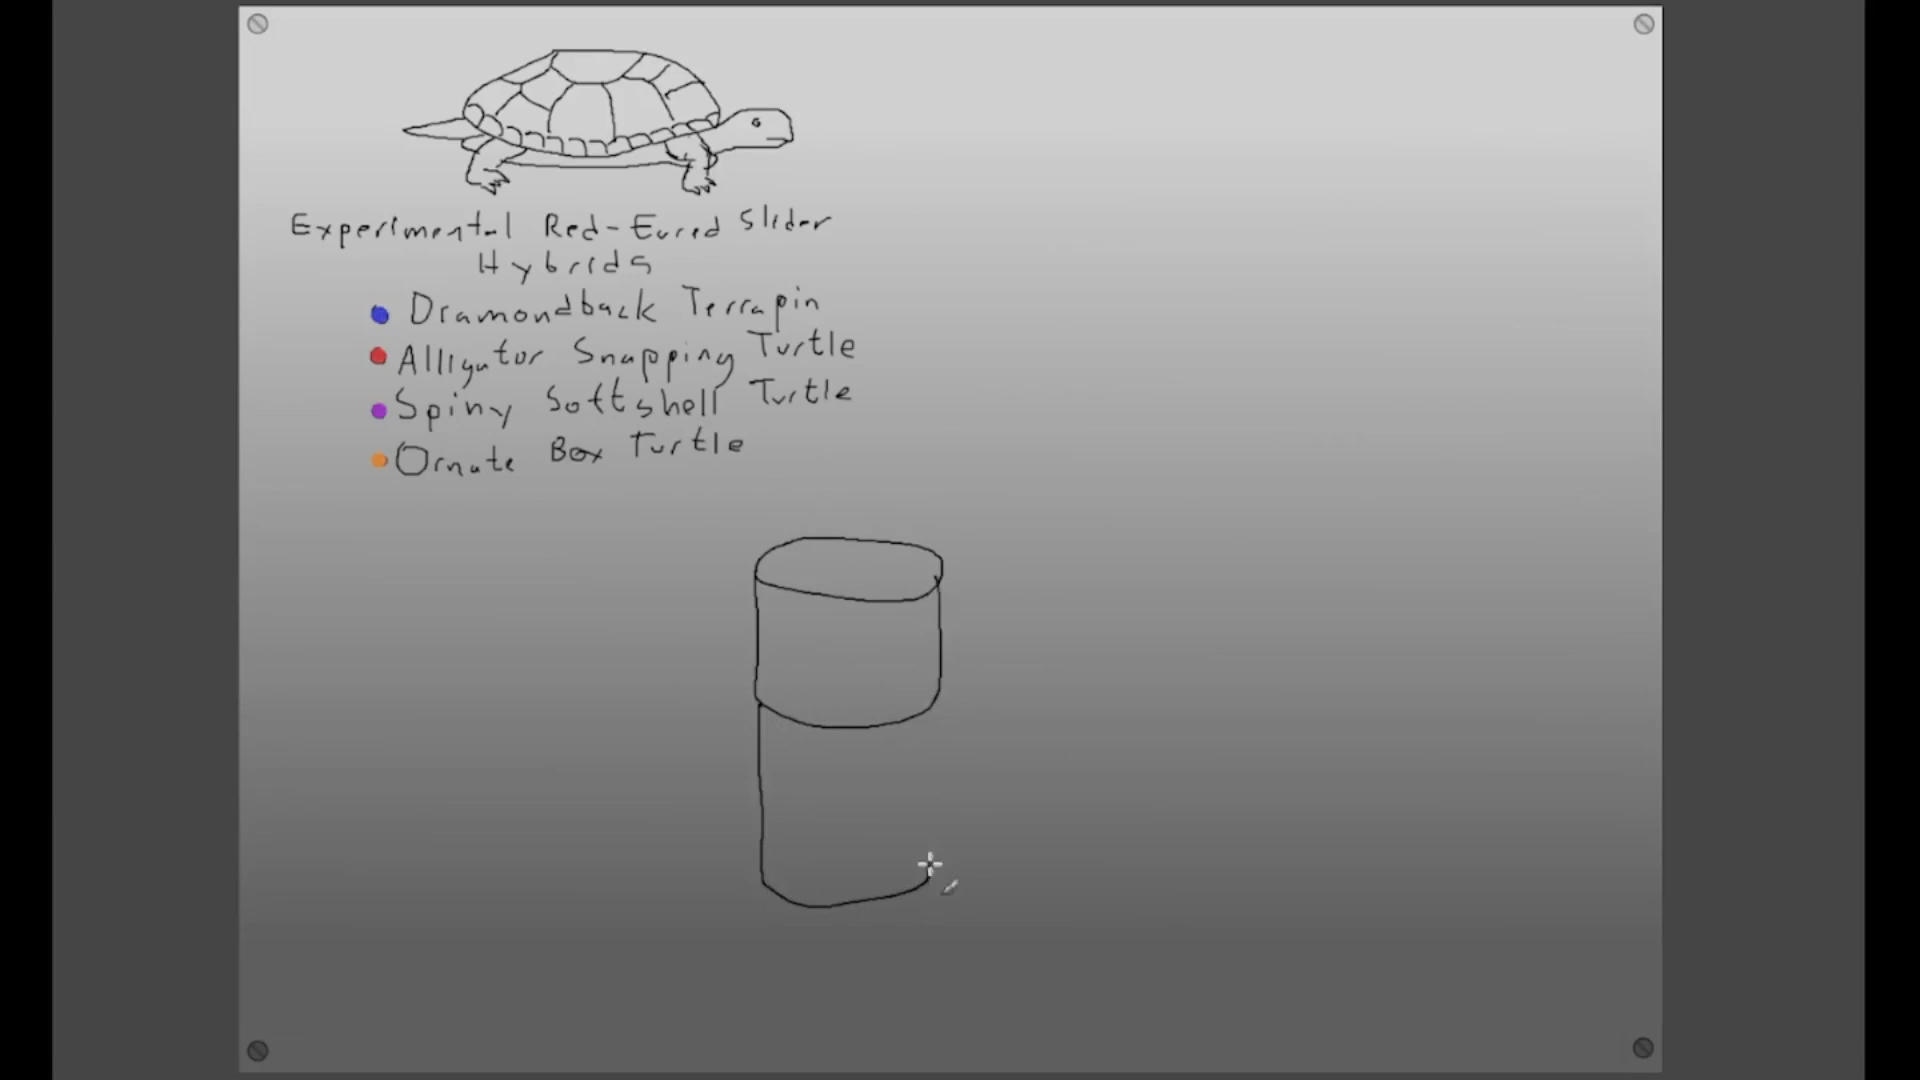 Experimental Red-Eared Slider
Hybrids
Diamondback Terrapin
Alligator Snapping Turtle
Spiny Softshell Turtle
Ornate Box Turtle